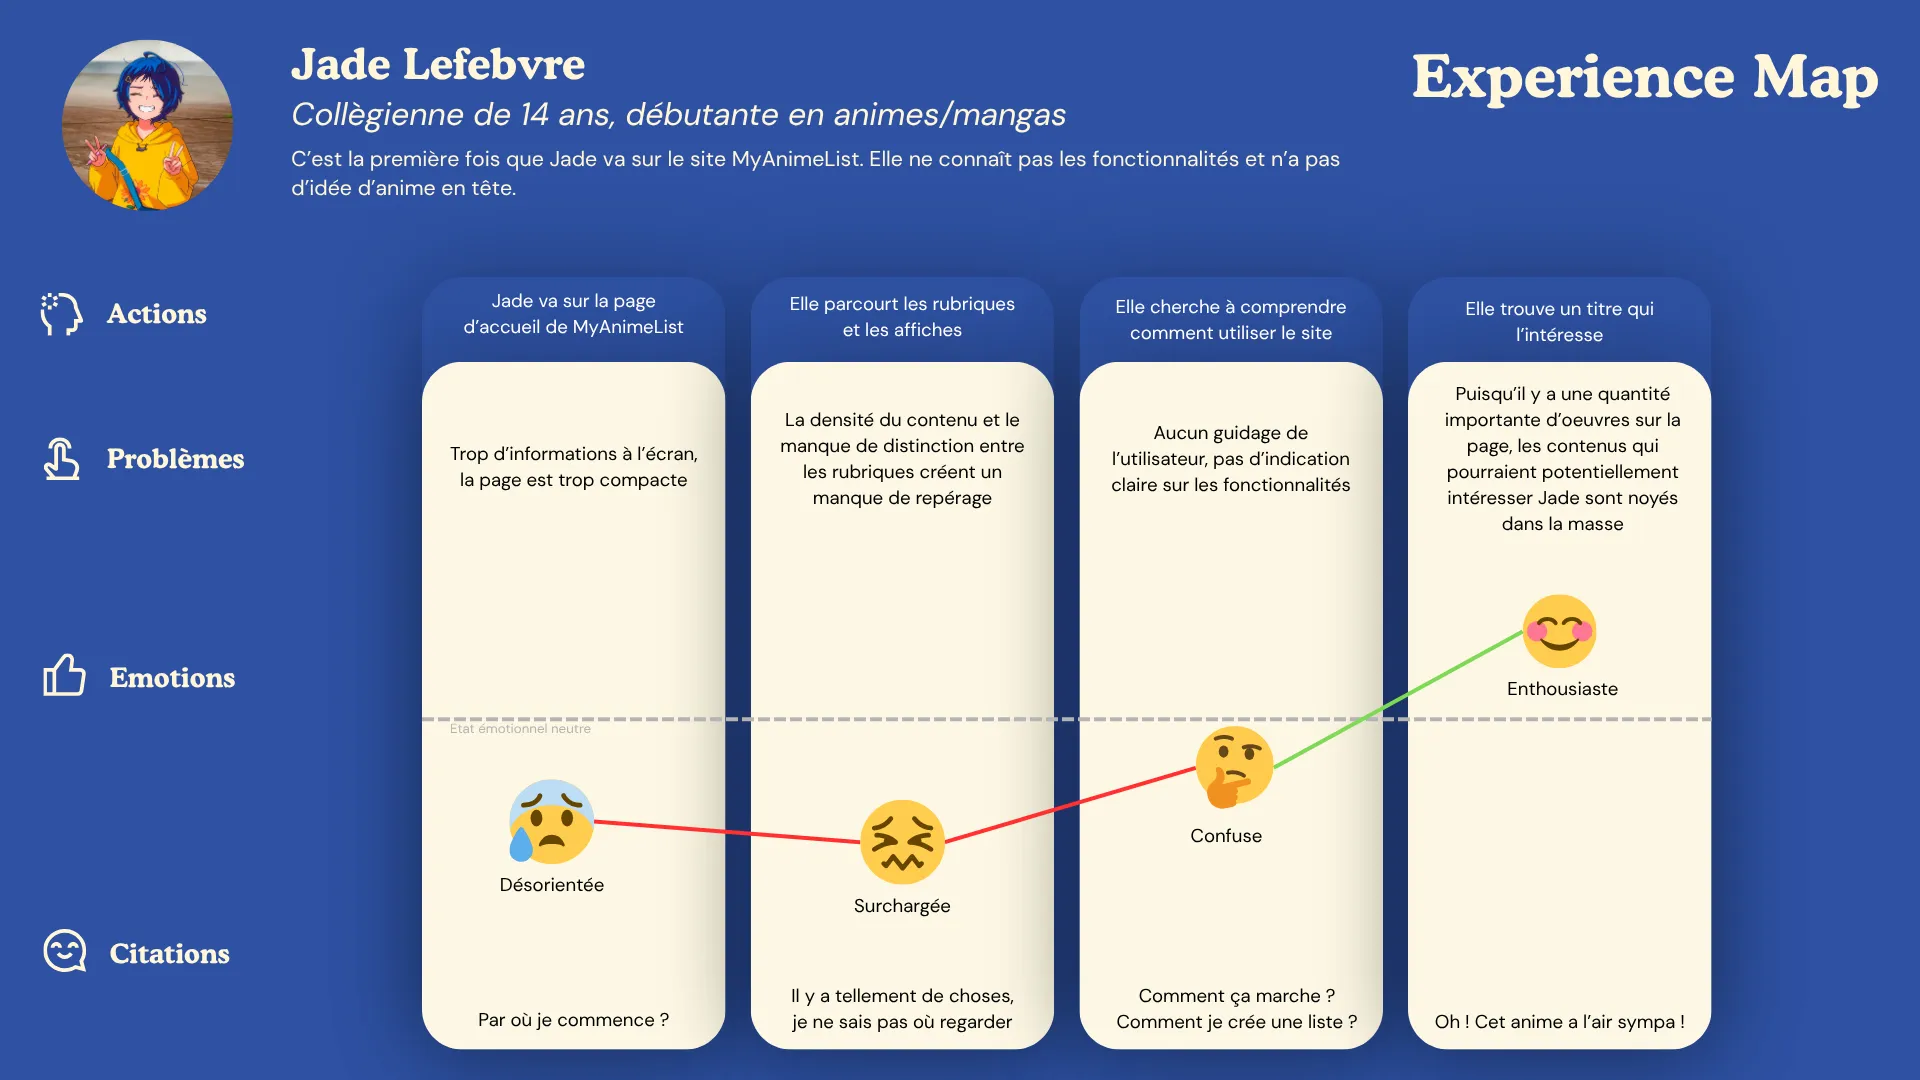 Jade Lefebvre
Experience Map
Collègienne de 14 ans, débutante en animes/mangas
C'est la première fois que Jade va sur le site MyAnimeList. Elle ne connaît pas les fonctionnalités et n'a pas
d'idée d'anime en tête.
Actions
Jade va sur la page
d'accueil de MyAnimeList
Elle parcourt les rubriques
et les affiches
Elle cherche à comprendre
comment utiliser le site
Elle trouve un titre qui
l'intéresse
Problèmes
Trop d'informations à l'écran,
la page est trop compacte
La densité du contenu et le
manque de distinction entre
les rubriques créent un
manque de repérage
Aucun guidage de
l'utilisateur, pas d'indication
claire sur les fonctionnalités
Puisqu'il y a une quantité
importante d'oeuvres sur la
page, les contenus qui
pourraient potentiellement
intéresser Jade sont noyés
dans la masse
Emotions
Etat émotionnel neutre
Désorientée
Surchargée
Confuse
Enthousiaste
Citations
Par où je commence ?
Il y a tellement de choses,
je ne sais pas où regarder
Comment ça marche ?
Comment je crée une liste ?
Oh ! Cet anime a l'air sympa !